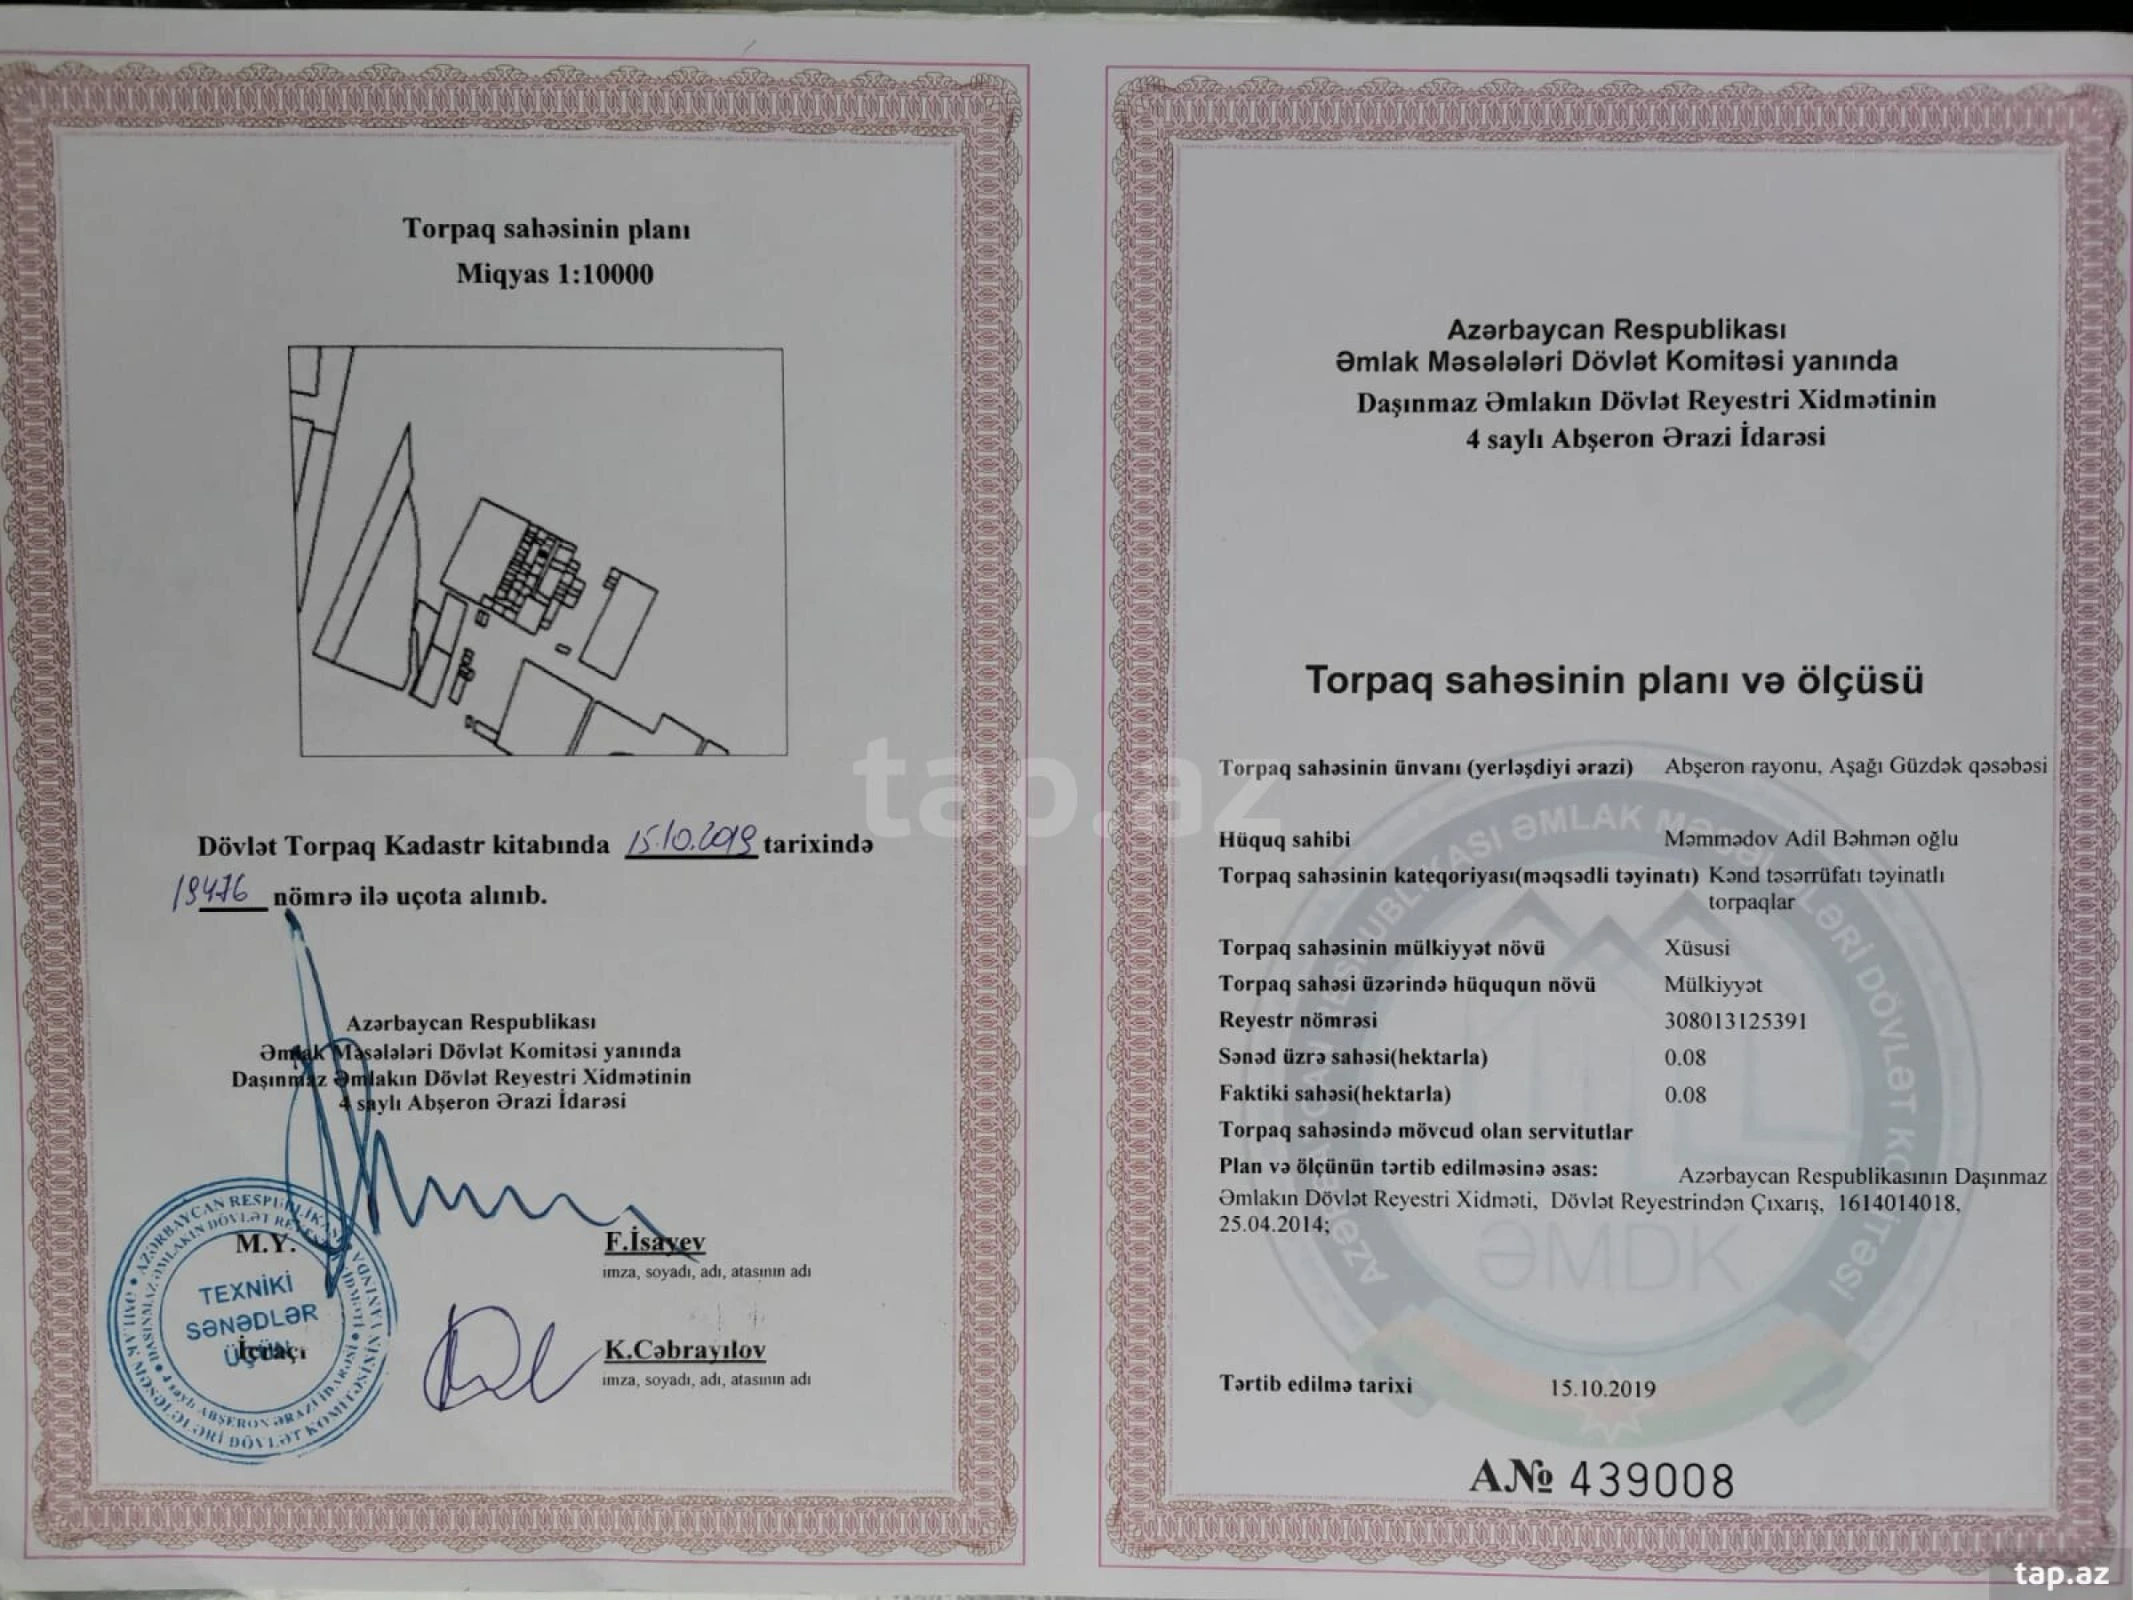 Torpaq sahəsinin planı
Miqyas 1:10000
Dövlət Torpaq Kadastr kitabında 15.10.2019 tarixində
19476 nömrə ilə uçota alınıb.
Azərbaycan Respublikası
Əmlak Məsələləri Dövlət Komitəsi yanında
Daşınmaz Əmlakın Dövlət Reyestri Xidmətinin
4 saylı Abşeron Ərazi İdarəsi
M.Y.
F.İsayev
imza, soyadı, adı, atasının adı
TEXNİKİ
SƏNƏDLƏR
ÜÇÜN
İcraçı
K.Cəbrayılov
imza, soyadı, adı, atasının adı
Azərbaycan Respublikası
Əmlak Məsələləri Dövlət Komitəsi yanında
Daşınmaz Əmlakın Dövlət Reyestri Xidmətinin
4 saylı Abşeron Ərazi İdarəsi
Torpaq sahəsinin planı və ölçüsü
Torpaq sahəsinin ünvanı (yerləşdiyi ərazi) Abşeron rayonu, Aşağı Güzdək qəsəbəsi
Hüquq sahibi Məmmədov Adil Bəhmən oğlu
Torpaq sahəsinin kateqoriyası(məqsədli təyinatı) Kənd təsərrüfatı təyinatlı
torpaqlar
Torpaq sahəsinin mülkiyyət növü Xüsusi
Torpaq sahəsi üzərində hüququn növü Mülkiyyət
Reyestr nömrəsi 308013125391
Sənəd üzrə sahəsi(hektarla) 0.08
Faktiki sahəsi(hektarla) 0.08
Torpaq sahəsində mövcud olan servitutlar
Plan və ölçünün tərtib edilməsinə əsas: Azərbaycan Respublikasının Daşınmaz
Əmlakın Dövlət Reyestri Xidməti, Dövlət Reyestrindən Çıxarış, 1614014018,
25.04.2014;
ƏMDK
Tərtib edilmə tarixi 15.10.2019
A.№ 439008
tap.az
tap.az